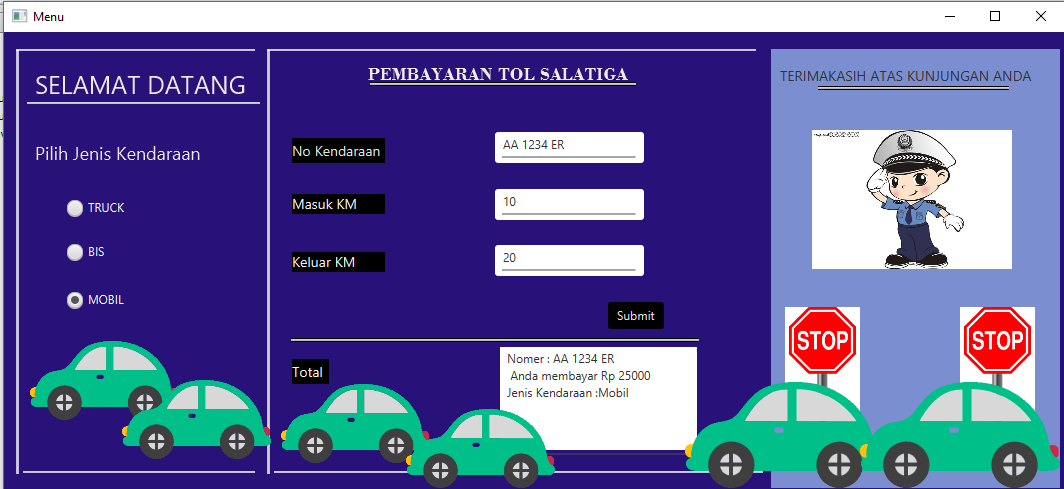 Menu
SELAMAT DATANG
Pilih Jenis Kendaraan
TRUCK
BIS
MOBIL
PEMBAYARAN TOL SALATIGA
No Kendaraan
AA 1234 ER
Masuk KM
10
Keluar KM
20
Submit
Total
Nomer : AA 1234 ER
Anda membayar Rp 25000
Jenis Kendaraan :Mobil
TERIMAKASIH ATAS KUNJUNGAN ANDA
STOP
STOP